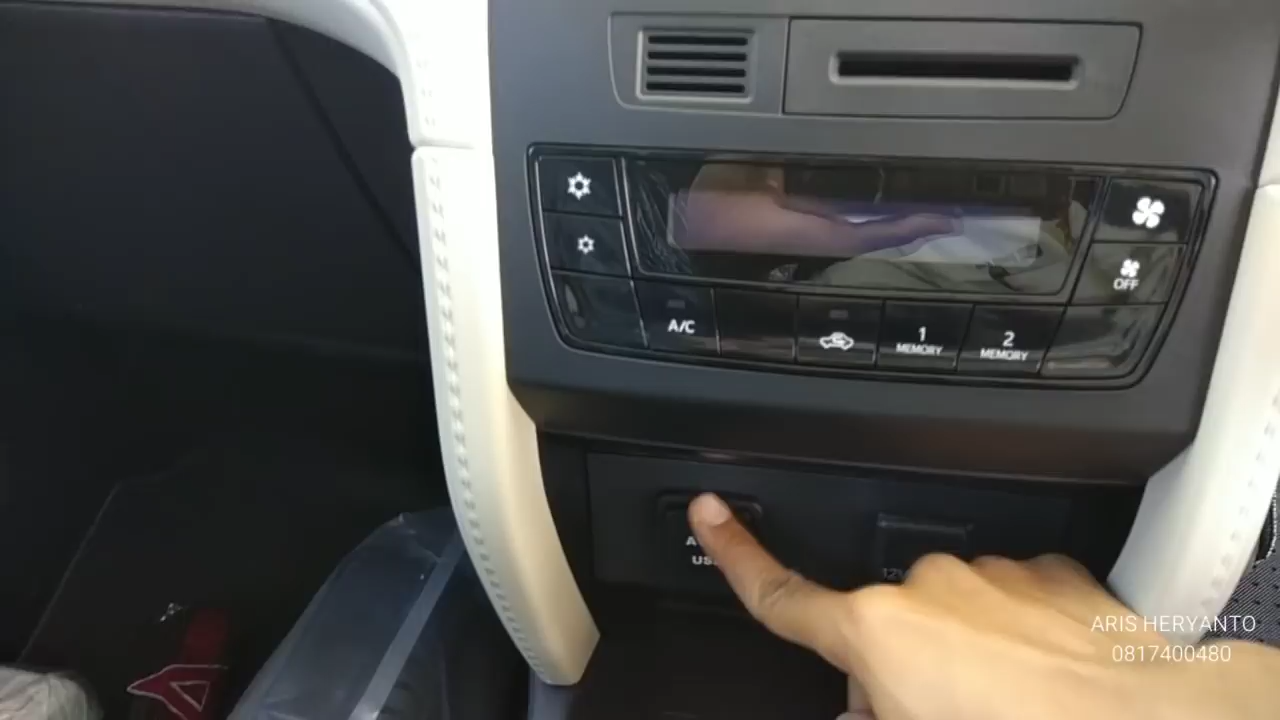 OFF
A/C
1
MEMORY
2
MEMORY
ARIS HERYANTO
0817400480